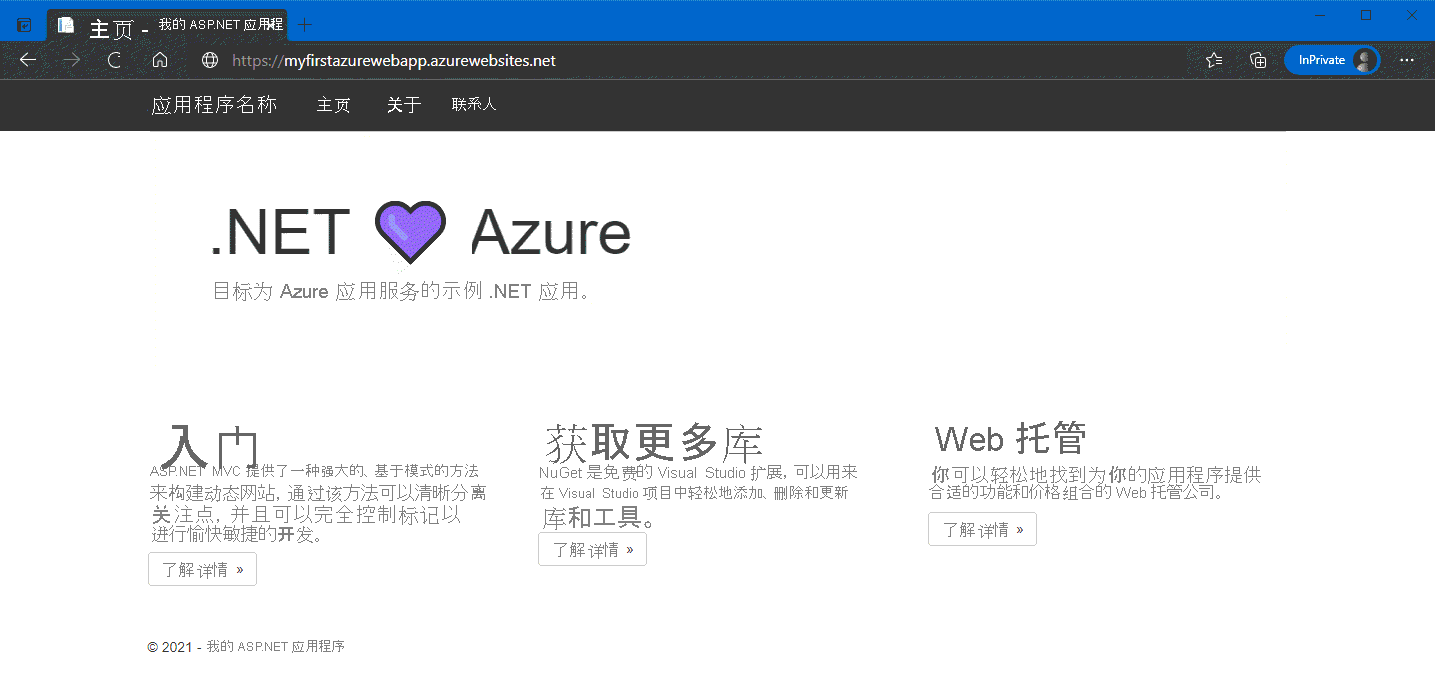 主页 - 我的 ASP.NET 应用程
https://myfirstazurewebapp.azurewebsites.net
InPrivate
应用程序名称 主页 关于 联系人
.NET 💜 Azure
目标为 Azure 应用服务的示例 .NET 应用。
入门
ASP.NET MVC 提供了一种强大的、基于模式的方法
来构建动态网站，通过该方法可以清晰分离
关注点，并且可以完全控制标记以
进行愉快敏捷的开发。
了解详情 »
获取更多库
NuGet 是免费的 Visual Studio 扩展，可以用来
在 Visual Studio 项目中轻松地添加、删除和更新
库和工具。
了解详情 »
Web 托管
你可以轻松地找到为你的应用程序提供
合适的功能和价格组合的 Web 托管公司。
了解详情 »
© 2021 - 我的 ASP.NET 应用程序